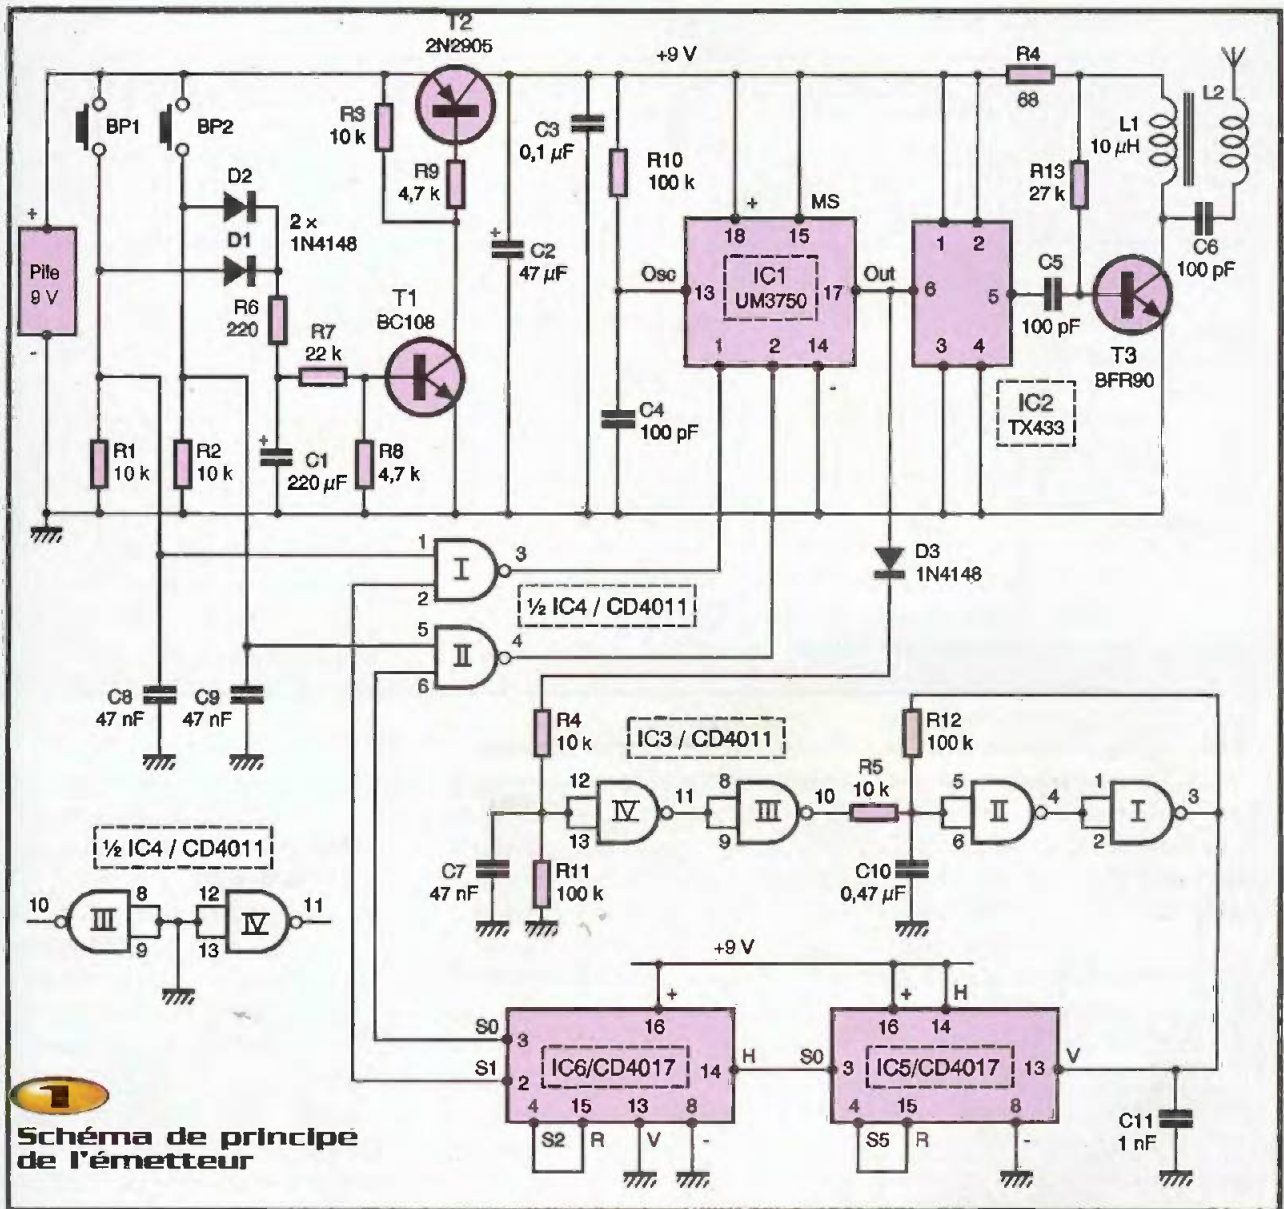 T2
2N2905
+9 V
R4
68
L2
BP1
BP2
R3
10 k
C3
0,1 µF
L1
10 µH
R9
4,7 k
R10
100 k
R13
27 k
D2
2 x
1N4148
D1
+
MS
18
15
1
2
C6
100 pF
+
Pile
9 V
-
+
C2
47 µF
Osc
13
IC1
UM3750
17
Out
6
5
C5
100 pF
R6
220
T1
BC108
R7
22 k
1
2
14
-
3
4
T3
BFR90
IC2
TX433
C4
100 pF
R1
10 k
R2
10 k
+
C1
220 µF
R8
4,7 k
1
I
3
2
D3
1N4148
½ IC4 / CD4011
5
II
4
6
C8
47 nF
C9
47 nF
R4
10 k
IC3 / CD4011
R12
100 k
R5
10 k
12
IV
11
13
8
III
10
9
5
II
4
6
1
I
3
2
½ IC4 / CD4011
C7
47 nF
R11
100 k
C10
0,47 µF
10
III
8
9
12
IV
11
13
+9 V
+
+
H
16
16
14
S0
3
IC6/CD4017
14
H
S0
3
IC5/CD4017
13
V
S1
2
4
15
13
8
4
15
8
C11
1 nF
S2
R
V
-
S5
R
-
1
Schéma de principe
de l'émetteur